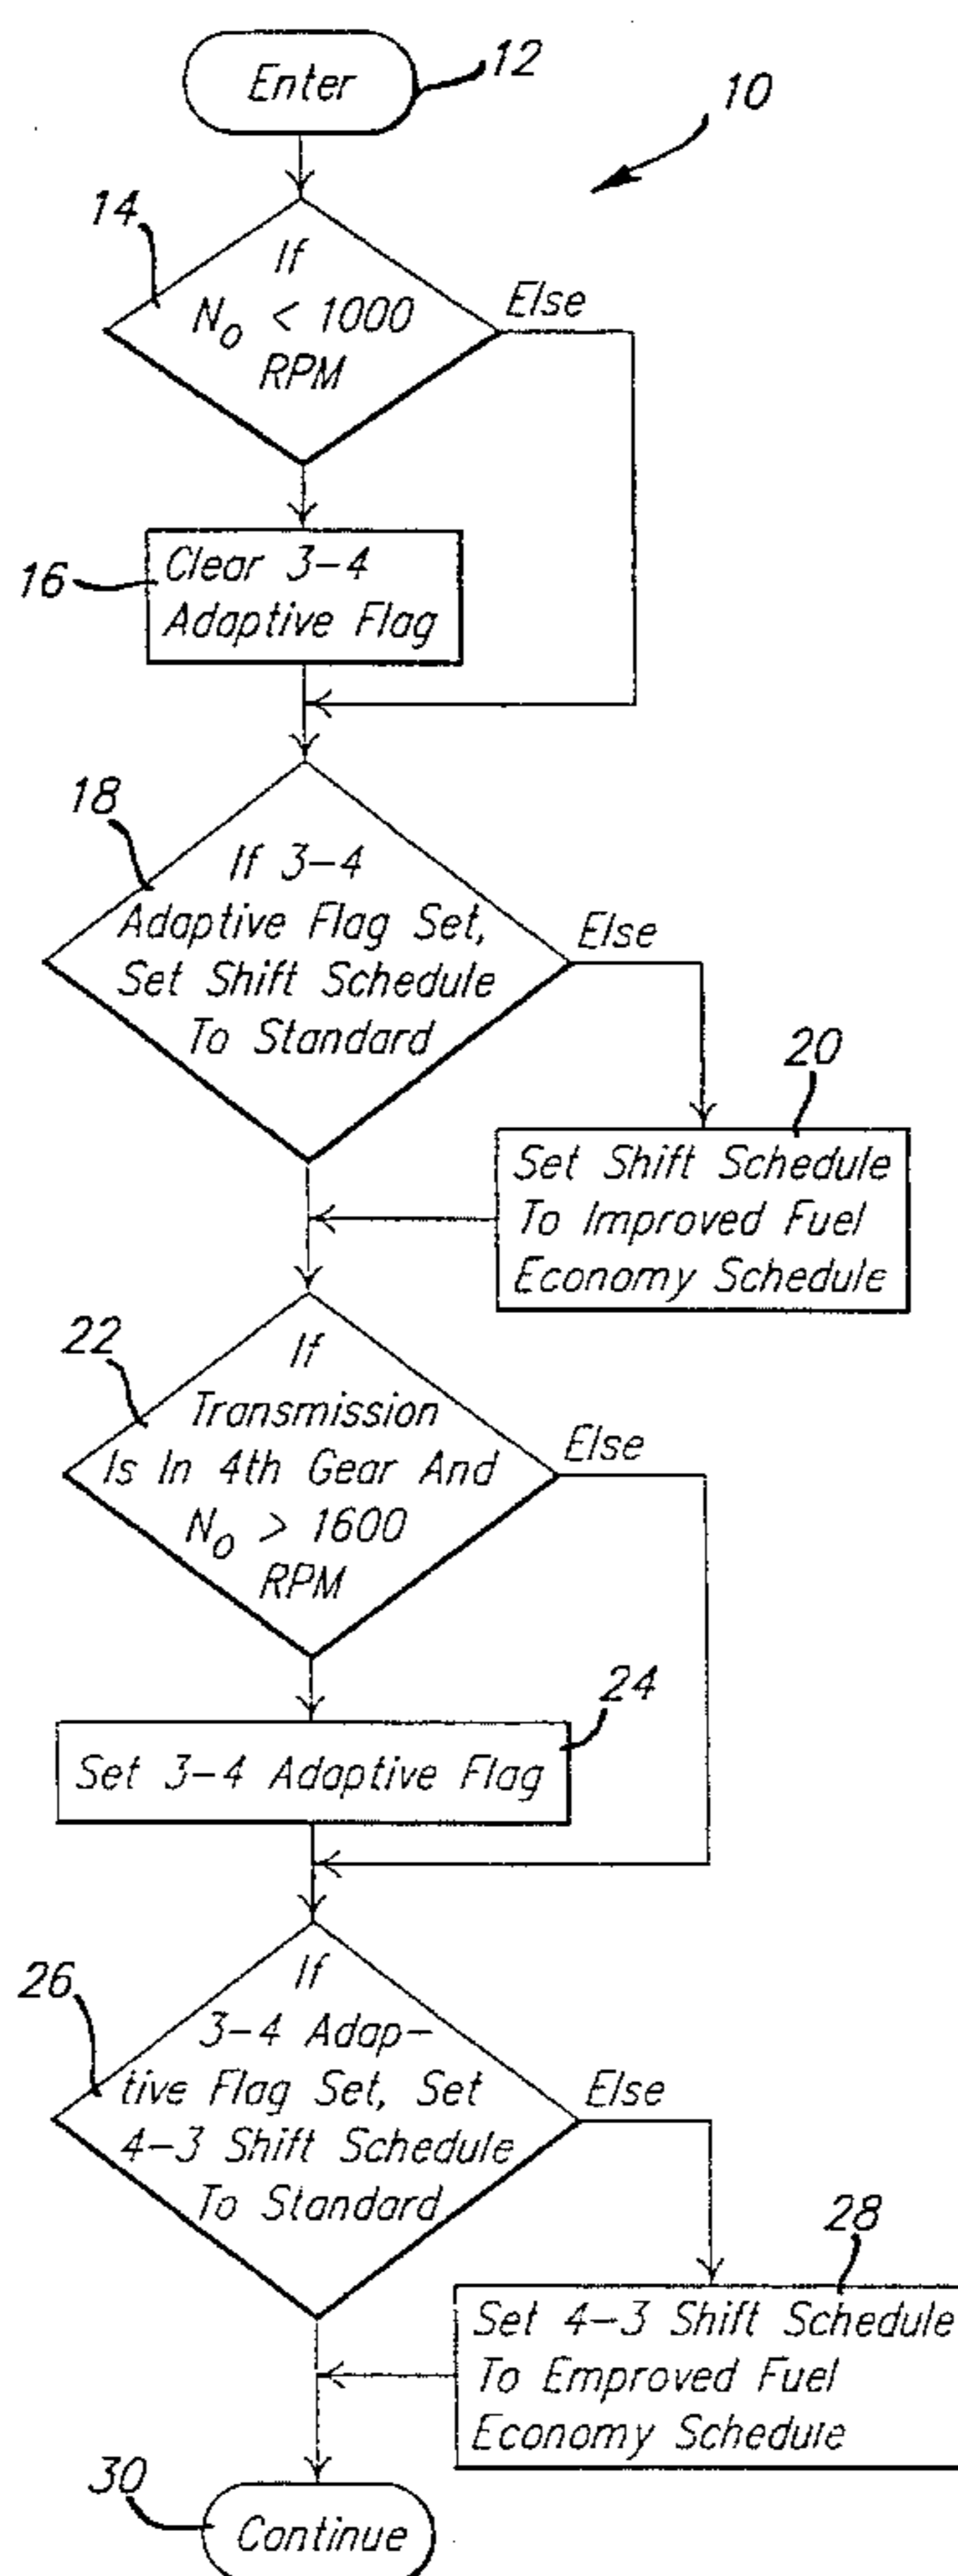 Enter
12
10
14
If
No < 1000
RPM
Else
16
Clear 3-4
Adaptive Flag
18
If 3-4
Adaptive Flag Set,
Set Shift Schedule
To Standard
Else
20
Set Shift Schedule
To Improved Fuel
Economy Schedule
22
If
Transmission
Is In 4th Gear And
No > 1600
RPM
Else
24
Set 3-4 Adaptive Flag
26
If
3-4 Adap-
tive Flag Set, Set
4-3 Shift Schedule
To Standard
Else
28
Set 4-3 Shift Schedule
To Emproved Fuel
Economy Schedule
30
Continue